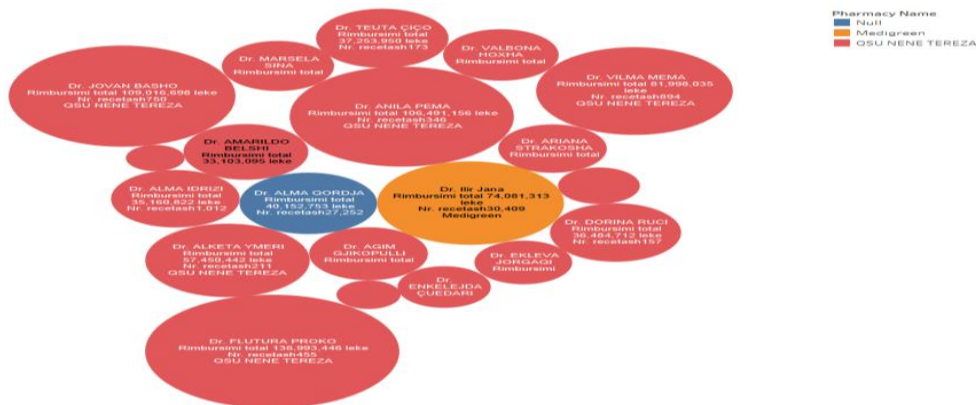 Pharmacy Name
Null
Medigreen
QSU NENE TEREZA
Dr. TEUTA ÇIÇO
Rimbursimi total
37,253,950 leke
Nr. recetash173
Dr. MARSELA
SINA
Rimbursimi total
Dr. VALBONA
HOXHA
Rimbursimi total
Dr. JOVAN BASHO
Rimbursimi total 109,016,698 leke
Nr. recetash750
QSU NENE TEREZA
Dr. VILMA MEMA
Rimbursimi total 81,998,035
leke
Nr. recetash694
QSU NENE TEREZA
Dr. ANILA PEMA
Rimbursimi total 106,491,156 leke
Nr. recetash346
QSU NENE TEREZA
Dr. AMARILDO
BELSHI
Rimbursimi total
33,103,095 leke
Dr. ARIANA
STRAKOSHA
Rimbursimi total
Dr. ALMA IDRIZI
Rimbursimi total
35,160,822 leke
Nr. recetash1,012
Dr. ALMA QORDJA
Rimbursimi total
40,152,753 leke
Nr. recetash27,252
Dr. Ilir Jana
Rimbursimi total 74,081,313
leke
Nr. recetash30,409
Medigreen
Dr. DORINA RUCI
Rimbursimi total
36,484,712 leke
Nr. recetash157
Dr. ALKETA YMERI
Rimbursimi total
57,450,442 leke
Nr. recetash211
QSU NENE TEREZA
Dr. AGIM
GJIKOPULLI
Rimbursimi total
Dr. EKLEVA
JORGAQI
Rimbursimi
Dr.
ENKELEJDA
ÇUEDARI
Dr. FLUTURA PROKO
Rimbursimi total 136,993,446 leke
Nr. recetash455
QSU NENE TEREZA